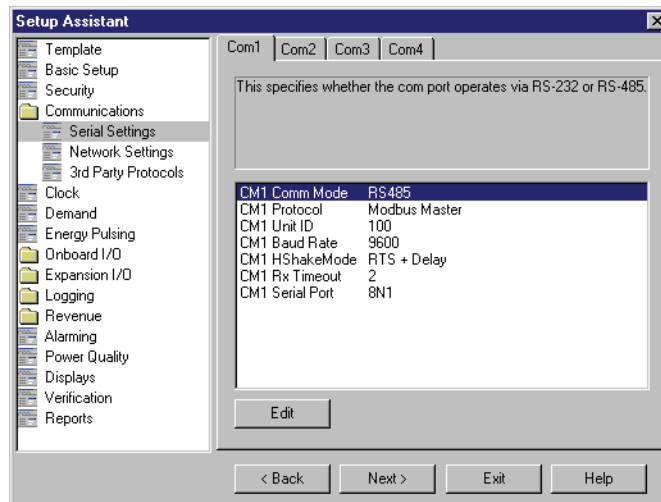 Setup Assistant
Template
Basic Setup
Security
Communications
Serial Settings
Network Settings
3rd Party Protocols
Clock
Demand
Energy Pulsing
Onboard I/O
Expansion I/O
Logging
Revenue
Alarming
Power Quality
Displays
Verification
Reports
Com1 Com2 Com3 Com4
This specifies whether the com port operates via RS-232 or RS-485.
CM1 Comm Mode RS485
CM1 Protocol Modbus Master
CM1 Unit ID 100
CM1 Baud Rate 9600
CM1 HShakeMode RTS + Delay
CM1 Rx Timeout 2
CM1 Serial Port 8N1
Edit
< Back Next > Exit Help